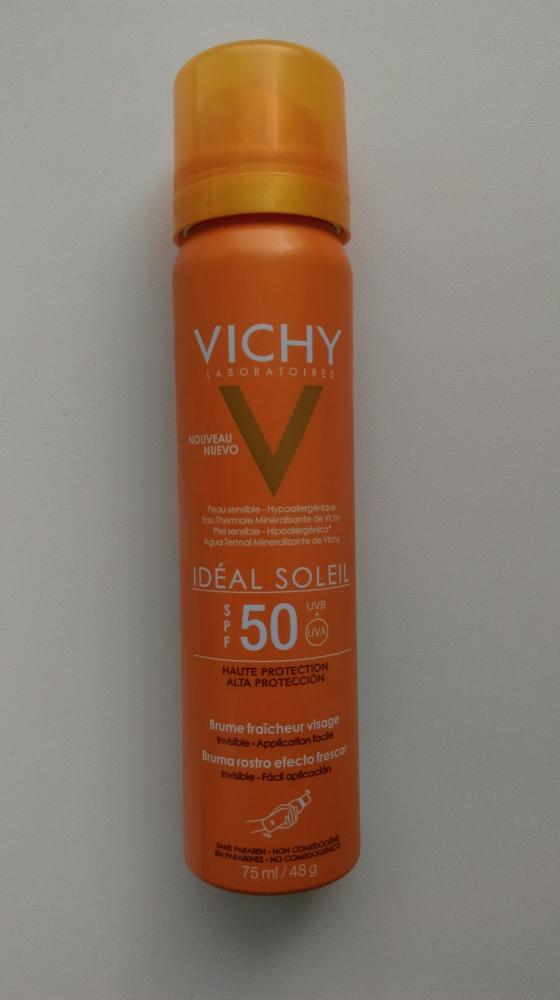 VICHY
LABORATOIRES
NOUVEAU
NUEVO
Peau sensible - Hypoallergénique
Eau Thermale Minéralisante de Vichy
Piel sensible - Hipoalergénico*
Agua Termal Mineralizante de Vichy
IDÉAL SOLEIL
SPF 50 UVB + UVA
HAUTE PROTECTION
ALTA PROTECCIÓN
Brume fraîcheur visage
Invisible - Application facile
Bruma rostro efecto frescor
Invisible - Fácil aplicación
SANS PARABEN - NON COMEDOGÈNE
SIN PARABENES - NO COMEDOGÉNICO
75 ml / 48 g